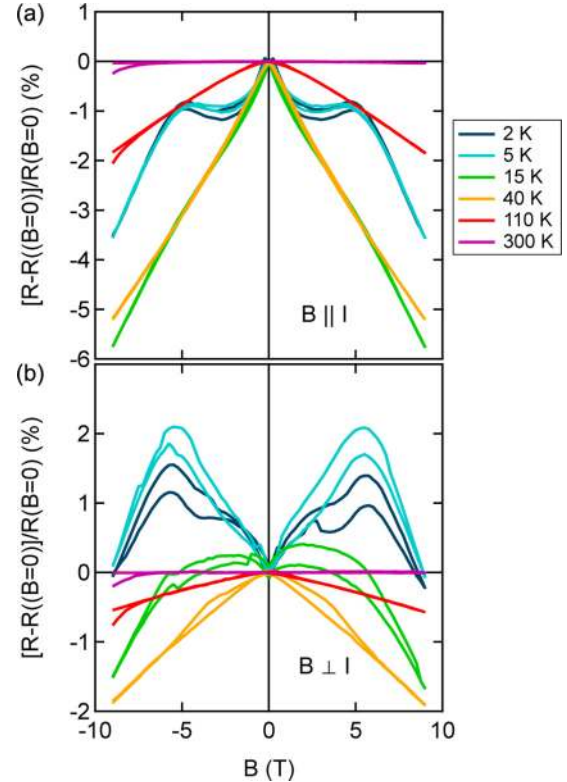 (a)
1
0
-1
-2
-3
-4
-5
-6
[R-R((B=0)]/R(B=0) (%)
B || I
2 K
5 K
15 K
40 K
110 K
300 K
(b)
2
1
0
-1
-2
[R-R((B=0)]/R(B=0) (%)
B ⊥ I
-10 -5 0 5 10
B (T)